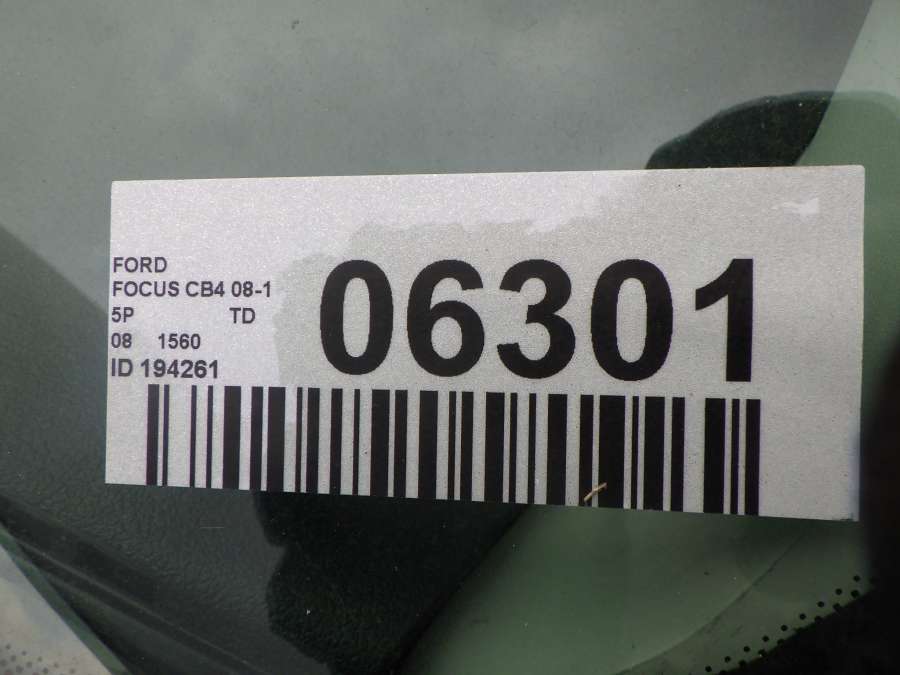 FORD
FOCUS CB4 08-1
5P TD
08 1560
ID 194261
06301